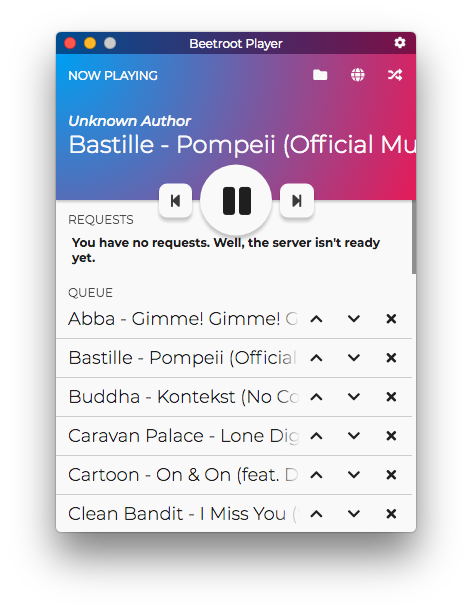 Beetroot Player
NOW PLAYING
Unknown Author
Bastille - Pompeii (Official Mu
REQUESTS
You have no requests. Well, the server isn't ready
yet.
QUEUE
Abba - Gimme! Gimme! G
Bastille - Pompeii (Official
Buddha - Kontekst (No Co
Caravan Palace - Lone Dig
Cartoon - On & On (feat. D
Clean Bandit - I Miss You (